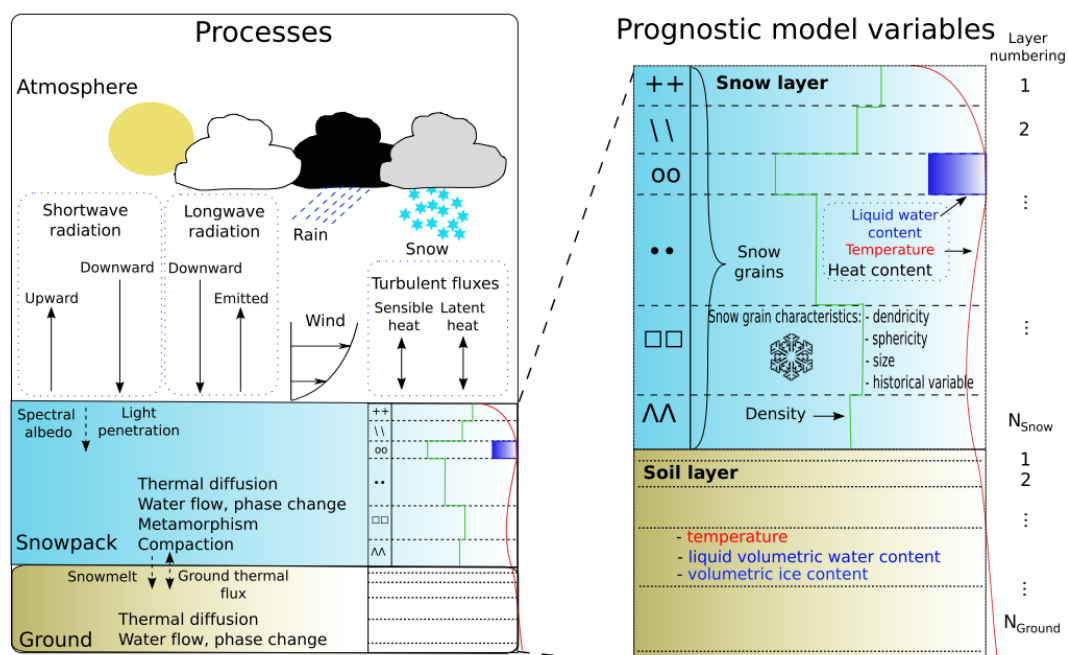 Processes
Atmosphere
Shortwave
radiation
Longwave
radiation
Rain
Snow
Downward
Downward
Upward
Emitted
Wind
Turbulent fluxes
Sensible
heat
Latent
heat
Spectral
albedo
Light
penetration
Thermal diffusion
Water flow, phase change
Metamorphism
Compaction
Snowpack
Snowmelt
Ground thermal
flux
Thermal diffusion
Water flow, phase change
Ground
++
\ \
oo
••
□□
ΛΛ
Prognostic model variables
Layer
numbering
Snow layer
++
\ \
oo
••
□□
ΛΛ
Snow
grains
Liquid water
content
Temperature
Heat content
Snow grain characteristics:
- dendricity
- sphericity
- size
- historical variable
Density
1
2
⋮
⋮
NSnow
Soil layer
- temperature
- liquid volumetric water content
- volumetric ice content
1
2
⋮
⋮
NGround